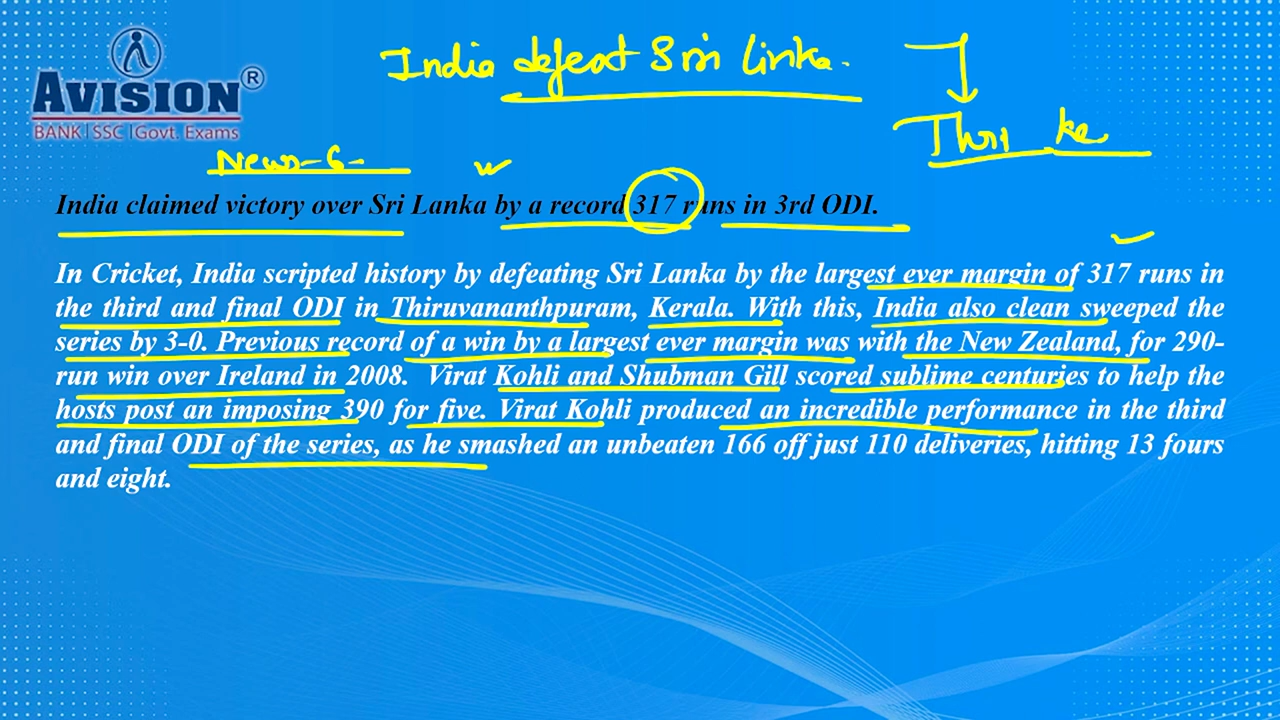 India defeat Sri Linka.
AVISION®
BANK|SSC|Govt. Exams
Thri ke
News-6-
India claimed victory over Sri Lanka by a record 317 runs in 3rd ODI.
In Cricket, India scripted history by defeating Sri Lanka by the largest ever margin of 317 runs in
the third and final ODI in Thiruvananthpuram, Kerala. With this, India also clean sweeped the
series by 3-0. Previous record of a win by a largest ever margin was with the New Zealand, for 290-
run win over Ireland in 2008. Virat Kohli and Shubman Gill scored sublime centuries to help the
hosts post an imposing 390 for five. Virat Kohli produced an incredible performance in the third
and final ODI of the series, as he smashed an unbeaten 166 off just 110 deliveries, hitting 13 fours
and eight.